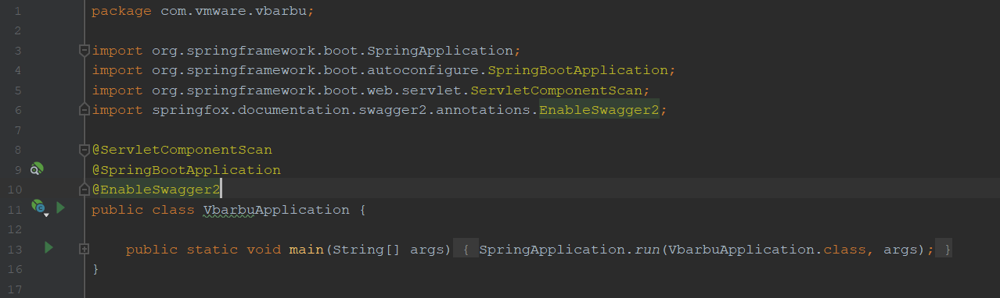 1 package com.vmware.vbarbu;
2
3 import org.springframework.boot.SpringApplication;
4 import org.springframework.boot.autoconfigure.SpringBootApplication;
5 import org.springframework.boot.web.servlet.ServletComponentScan;
6 import springfox.documentation.swagger2.annotations.EnableSwagger2;
7
8 @ServletComponentScan
9 @SpringBootApplication
10 @EnableSwagger2
11 public class VbarbuApplication {
12
13 public static void main(String[] args) { SpringApplication.run(VbarbuApplication.class, args); }
16 }
17